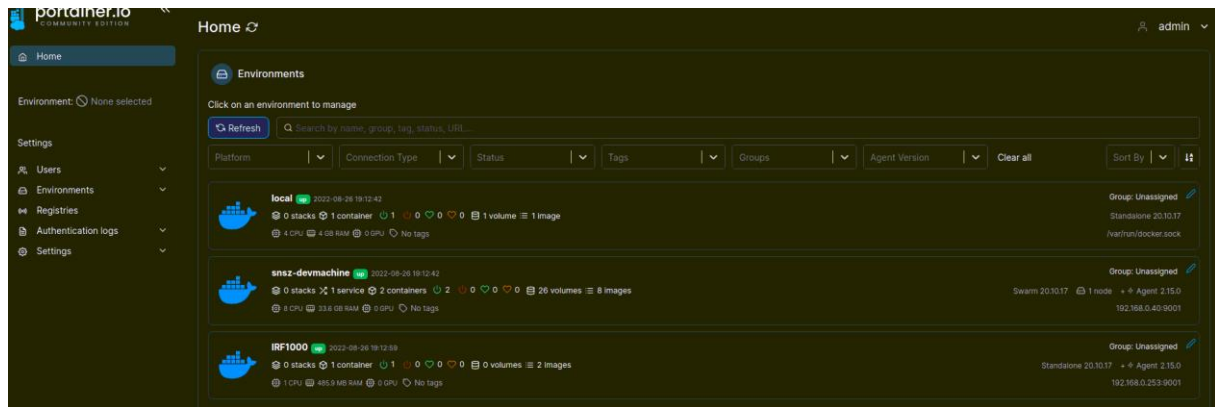 portainer.io
COMMUNITY EDITION
Home
admin
Home
Environments
Environment: None selected
Click on an environment to manage
Refresh
Search by name, group, tag, status, URL...
Settings
Platform
Connection Type
Status
Tags
Groups
Agent Version
Clear all
Sort By
Users
Environments
Registries
Authentication logs
Settings
local up 2022-08-26 19:12:42
Group: Unassigned
0 stacks 1 container 1 0 0 0 1 volume 1 image
Standalone 20.10.17
4 CPU 4 GB RAM 0 GPU No tags
/var/run/docker.sock
snsz-devmachine up 2022-08-26 19:12:42
Group: Unassigned
0 stacks 1 service 2 containers 2 0 0 0 26 volumes 8 images
Swarm 20.10.17 1 node + Agent 2.15.0
8 CPU 33.6 GB RAM 0 GPU No tags
192.168.0.40:9001
IRF1000 up 2022-08-26 19:12:59
Group: Unassigned
0 stacks 1 container 1 0 0 0 0 volumes 2 images
Standalone 20.10.17 + Agent 2.15.0
1 CPU 485.9 MB RAM 0 GPU No tags
192.168.0.253:9001